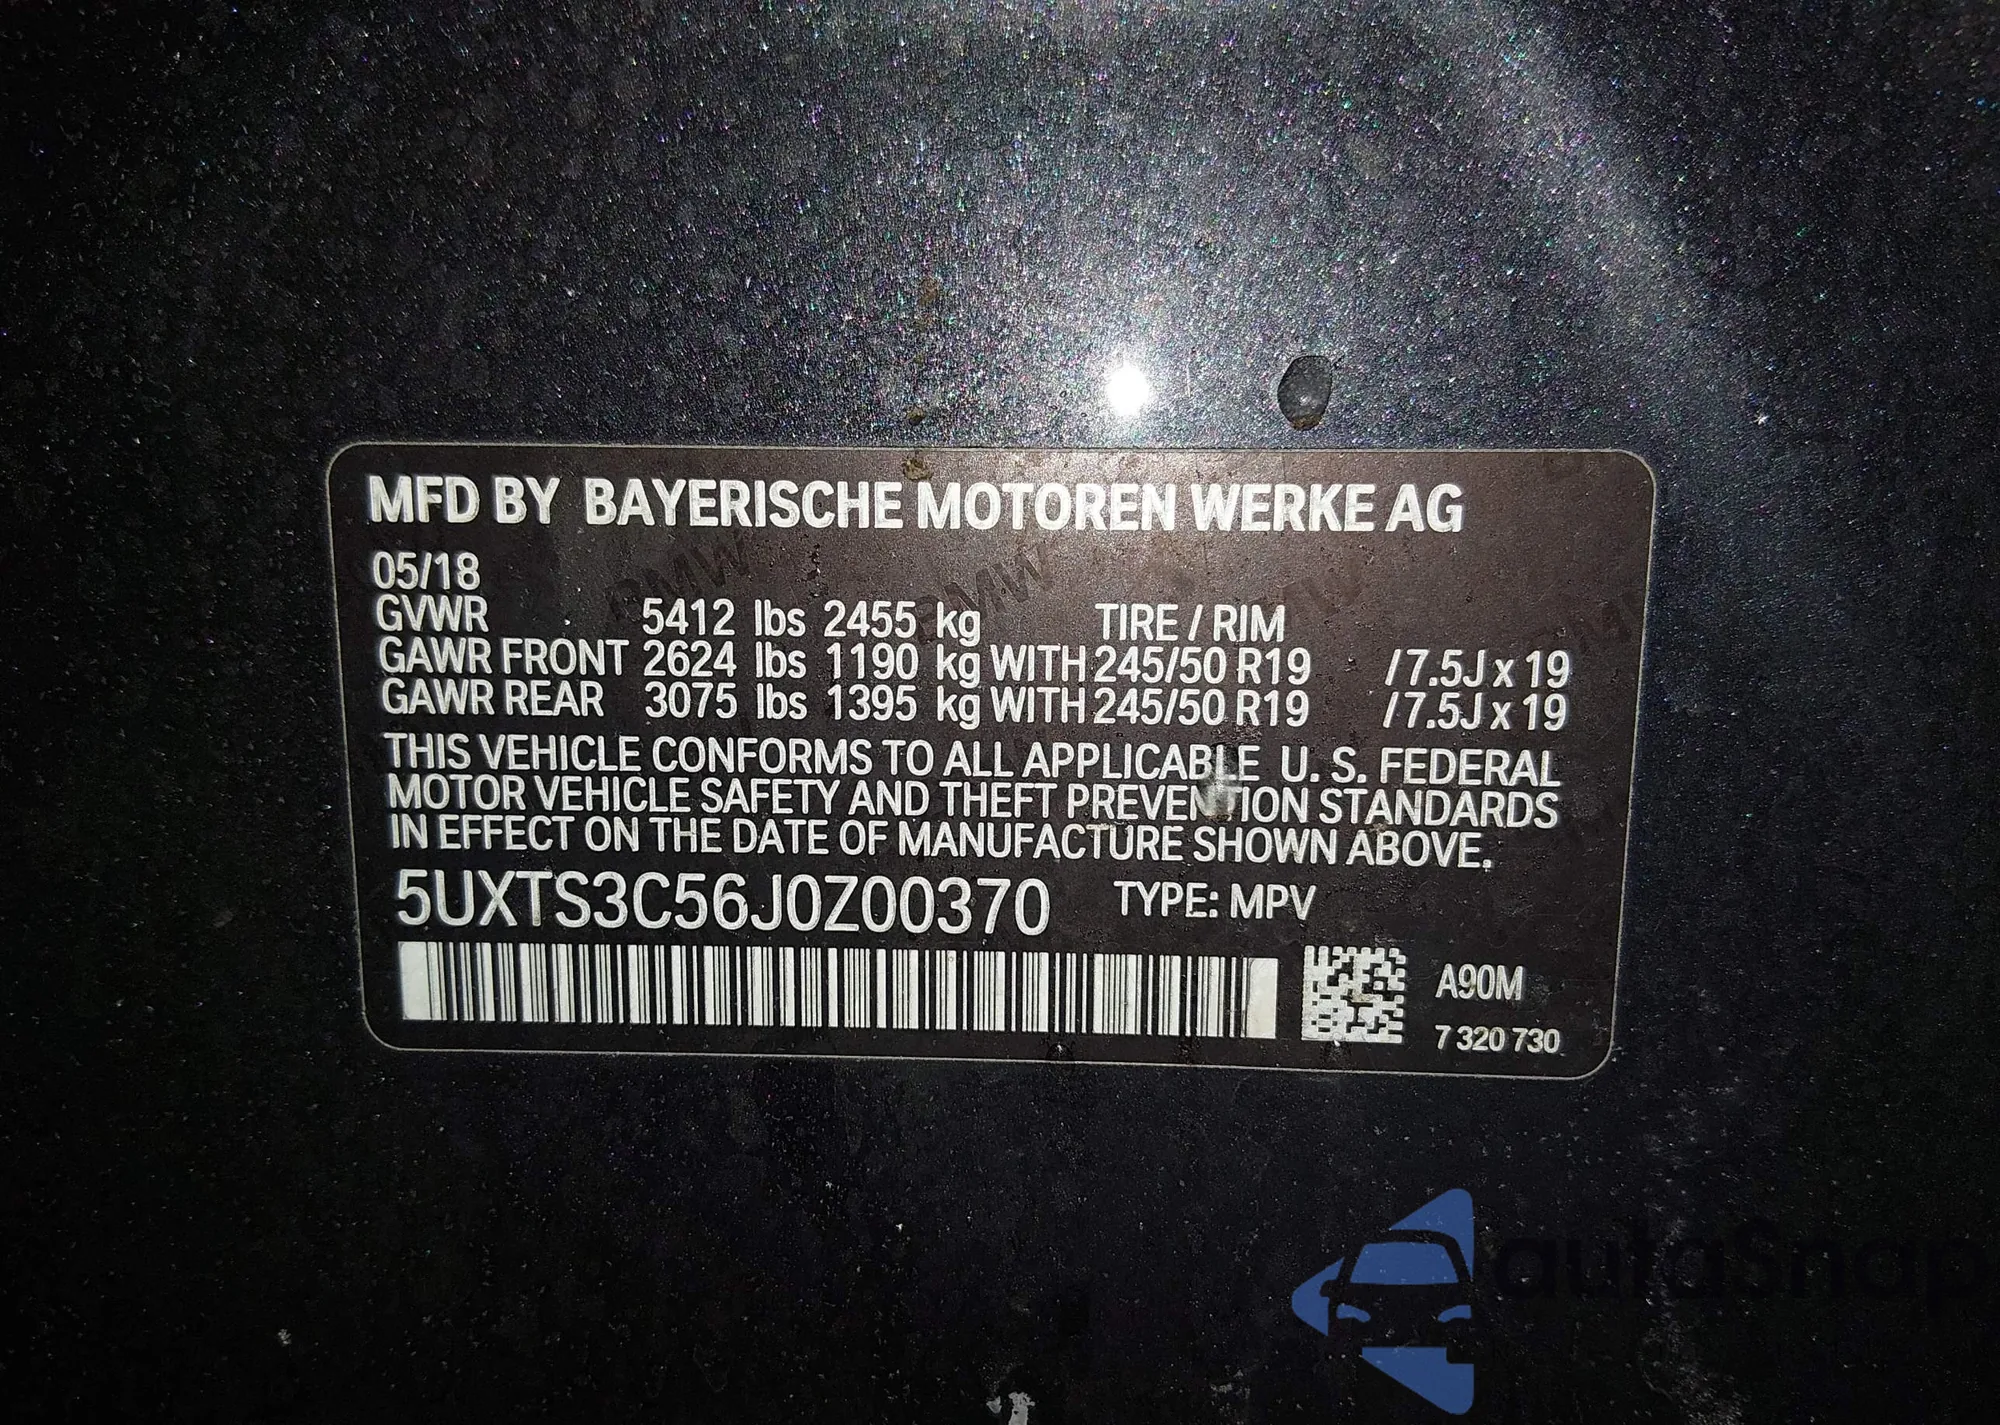 MFD BY BAYERISCHE MOTOREN WERKE AG
05/18
GVWR 5412 lbs 2455 kg TIRE / RIM
GAWR FRONT 2624 lbs 1190 kg WITH 245/50 R19 /7.5J x 19
GAWR REAR 3075 lbs 1395 kg WITH 245/50 R19 /7.5J x 19
THIS VEHICLE CONFORMS TO ALL APPLICABLE U. S. FEDERAL
MOTOR VEHICLE SAFETY AND THEFT PREVENTION STANDARDS
IN EFFECT ON THE DATE OF MANUFACTURE SHOWN ABOVE.
5UXTS3C56J0Z00370 TYPE: MPV
A90M
7 320 730
autaSnap